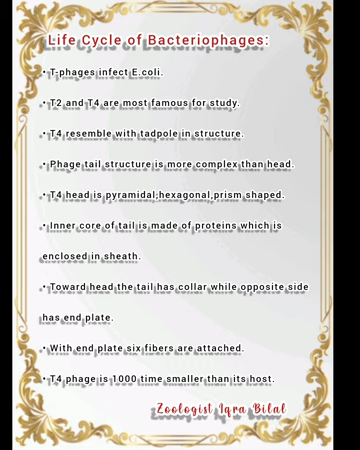 Life Cycle of Bacteriophages:
• T-phages infect E.coli.
• T2 and T4 are most famous for study.
• T4 resemble with tadpole in structure.
• Phage tail structure is more complex than head.
• T4 head is pyramidal,hexagonal,prism shaped.
• Inner core of tail is made of proteins which is
enclosed in sheath.
• Toward head the tail has collar while opposite side
has end plate.
• With end plate six fibers are attached.
• T4 phage is 1000 time smaller than its host.
Zoologist Iqra Bilal